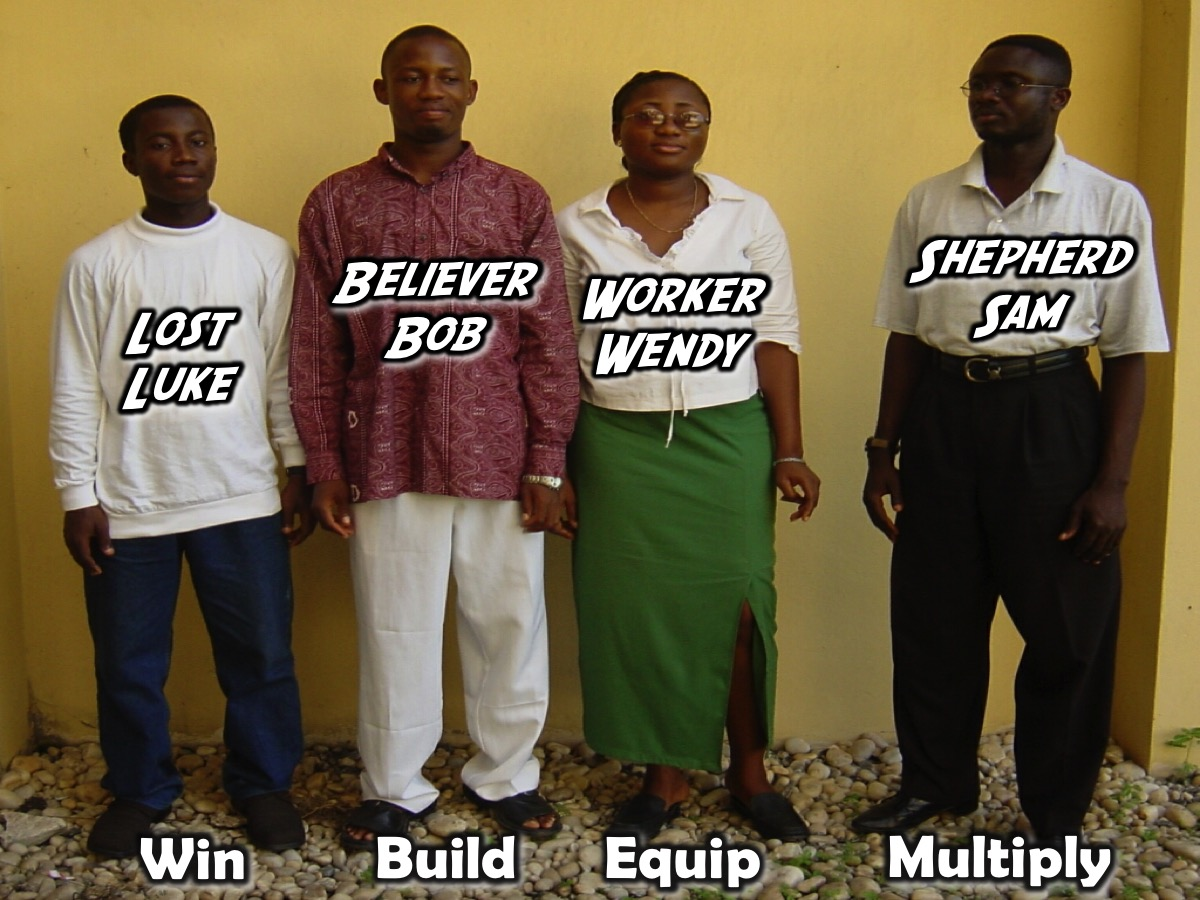 Lost
Luke
Believer
Bob
Worker
Wendy
Shepherd
Sam
Win
Build
Equip
Multiply